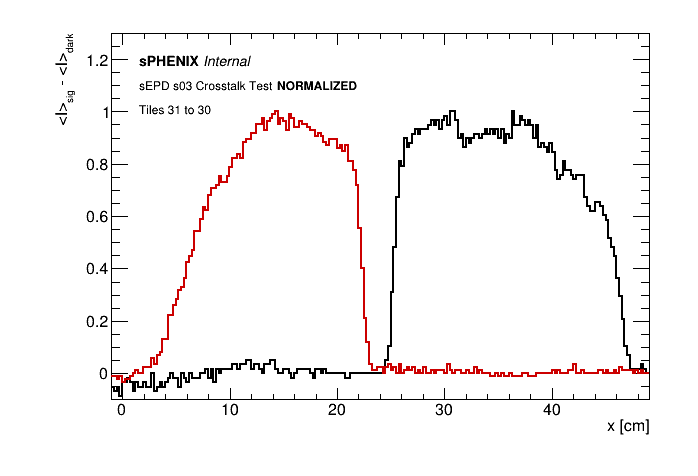 <I>sig - <I>dark
1.2
sPHENIX Internal
sEPD s03 Crosstalk Test NORMALIZED
1
Tiles 31 to 30
0.8
0.6
0.4
0.2
0
0 10 20 30 40
x [cm]